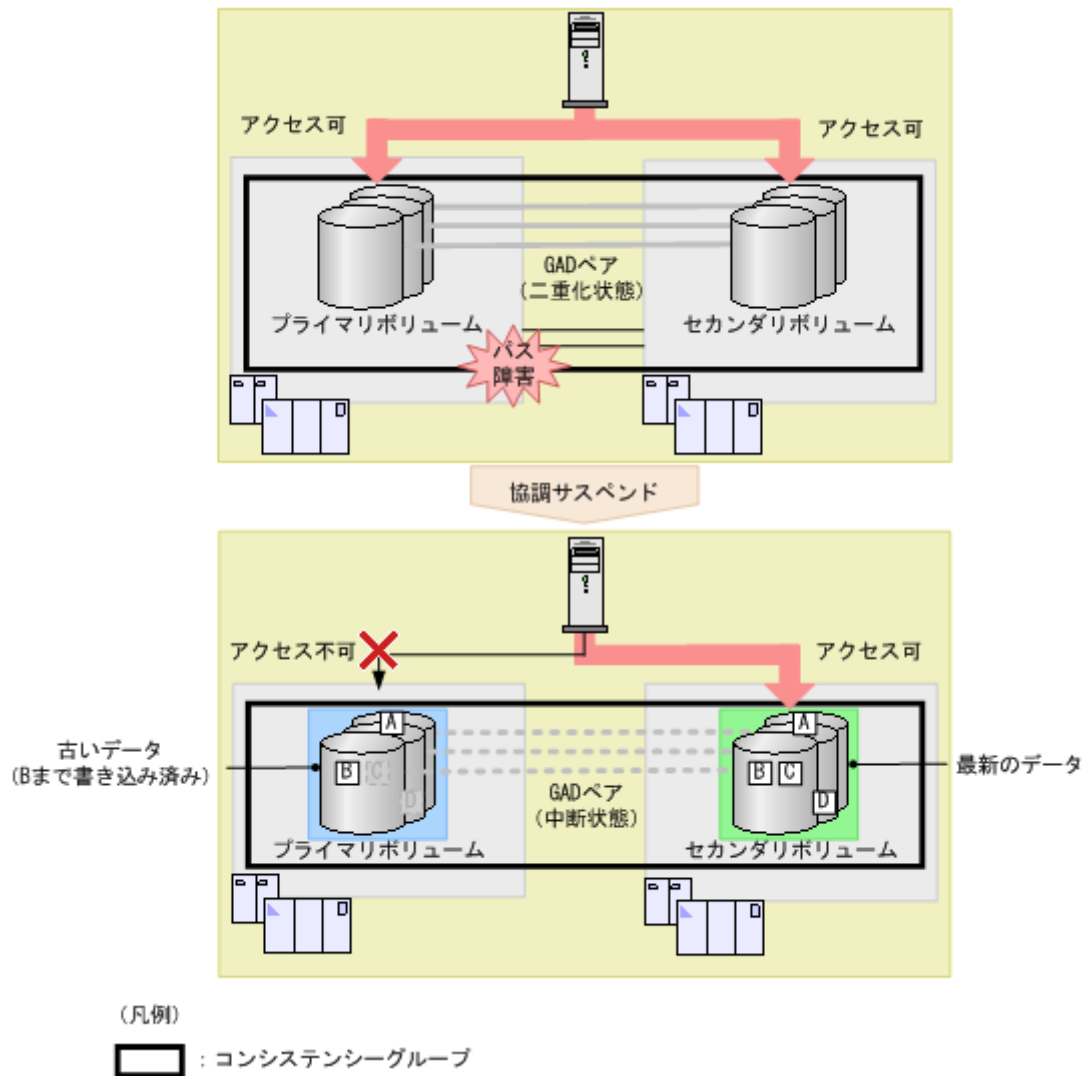 アクセス可
アクセス可
GADペア
(二重化状態)
プライマリボリューム
セカンダリボリューム
パス
障害
協調サスペンド
アクセス不可
アクセス可
A
A
古いデータ
(Bまで書き込み済み)
B
C
B
C
最新のデータ
D
D
GADペア
(中断状態)
プライマリボリューム
セカンダリボリューム
(凡例)
:コンシステンシーグループ